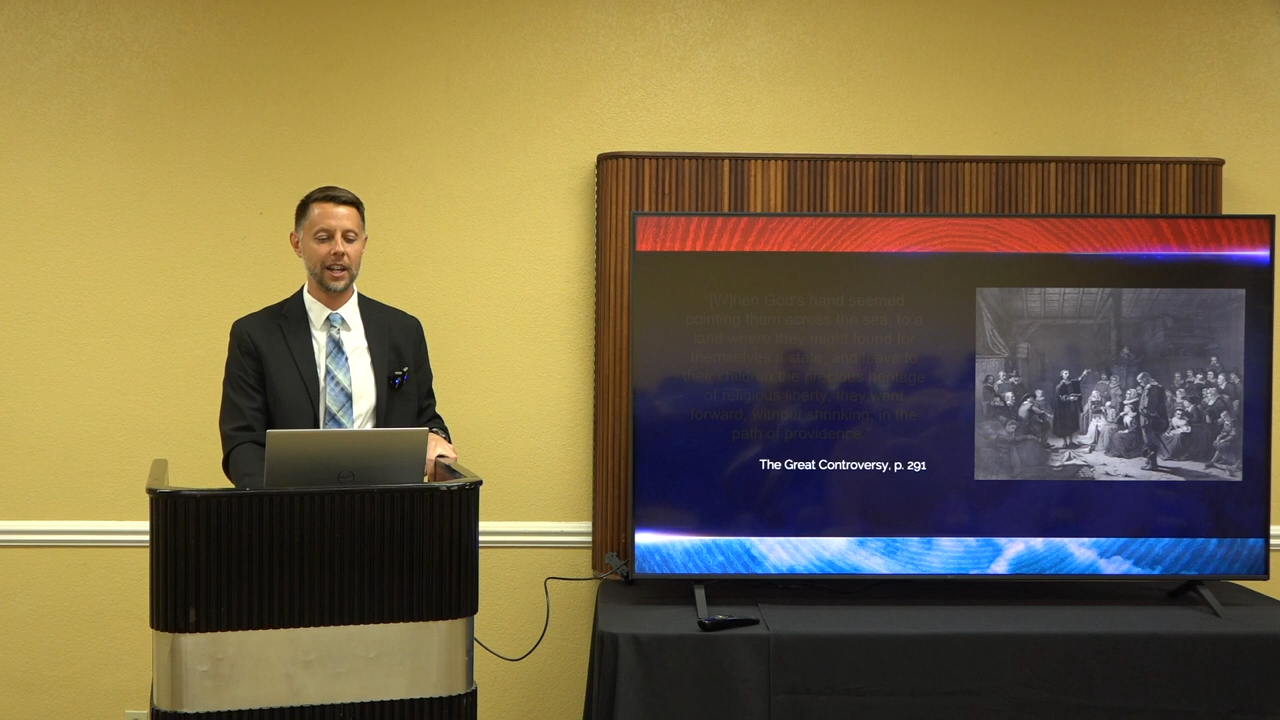 "[W]hen God's hand seemed
pointing them across the sea, to a
land where they might found for
themselves a state, and leave to
their children the precious heritage
of religious liberty, they went
forward, without shrinking, in the
path of providence."
The Great Controversy, p. 291